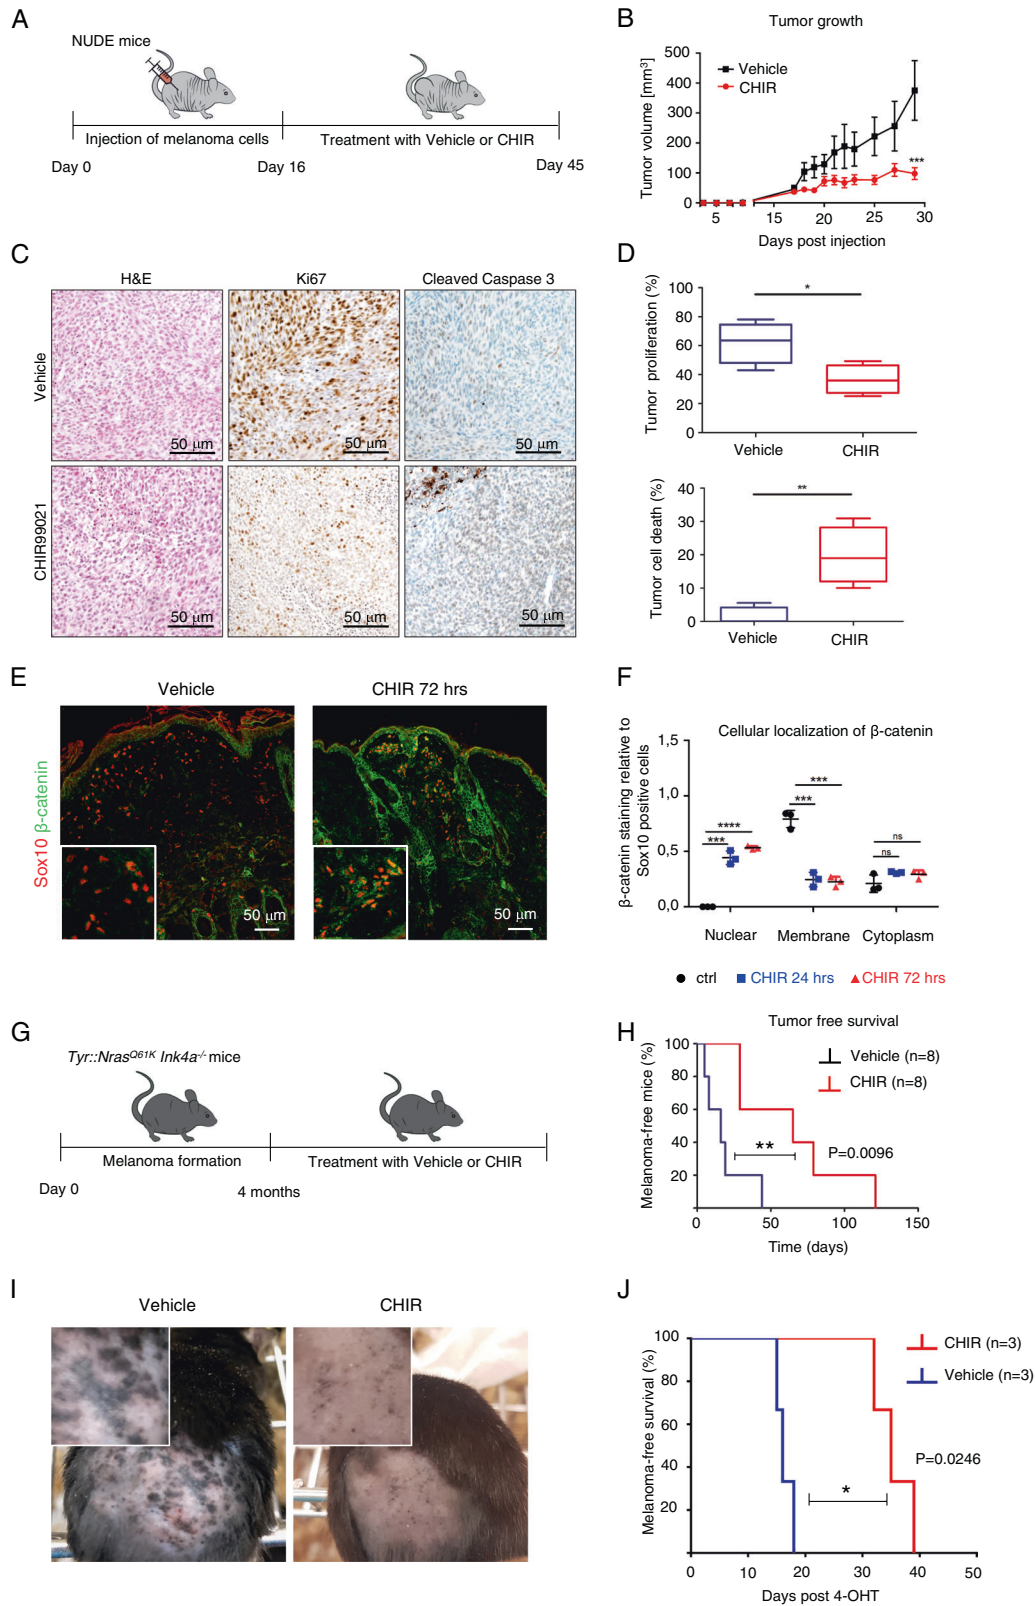 A
NUDE mice
Injection of melanoma cells
Treatment with Vehicle or CHIR
Day 0
Day 16
Day 45
B
Tumor growth
Tumor volume [mm³]
500
400
300
200
100
0
Vehicle
CHIR
***
5
15
20
25
30
Days post injection
C
H&E
Ki67
Cleaved Caspase 3
Vehicle
50 µm
50 µm
50 µm
CHIR99021
50 µm
50 µm
50 µm
D
Tumor proliferation (%)
100
80
60
40
20
0
*
Vehicle
CHIR
Tumor cell death (%)
40
30
20
10
0
**
Vehicle
CHIR
E
Vehicle
CHIR 72 hrs
Sox10 β-catenin
50 µm
50 µm
F
Cellular localization of β-catenin
β-catenin staining relative to
Sox10 positive cells
1,5
1,0
0,5
0,0
****
***
***
***
ns
ns
Nuclear
Membrane
Cytoplasm
ctrl
CHIR 24 hrs
CHIR 72 hrs
G
Tyr::Nras^Q61K Ink4a^-/- mice
Melanoma formation
Treatment with Vehicle or CHIR
Day 0
4 months
H
Tumor free survival
Melanoma-free mice (%)
100
80
60
40
20
Vehicle (n=8)
CHIR (n=8)
**
P=0.0096
0
50
100
150
Time (days)
I
Vehicle
CHIR
J
Melanoma-free survival (%)
100
80
60
40
20
CHIR (n=3)
Vehicle (n=3)
P=0.0246
*
0
10
20
30
40
50
Days post 4-OHT